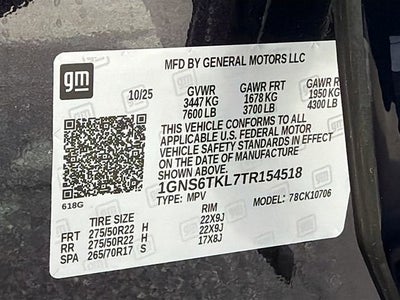 MFD BY GENERAL MOTORS LLC
gm
10/25
GVWR GAWR FRT GAWR R
3447 KG 1678 KG 1950 KG
7600 LB 3700 LB 4300 LB
THIS VEHICLE CONFORMS TO ALL
APPLICABLE U.S. FEDERAL MOTOR
VEHICLE SAFETY STANDARDS IN EFFECT
ON THE DATE OF MANUFACTURE
SHOWN ABOVE.
1GNS6TKL7TR154518
618G
TYPE: MPV MODEL: 78CK10706
TIRE SIZE RIM
FRT 275/50R22 H 22X9J
RR 275/50R22 H 22X9J
SPA 265/70R17 S 17X8J